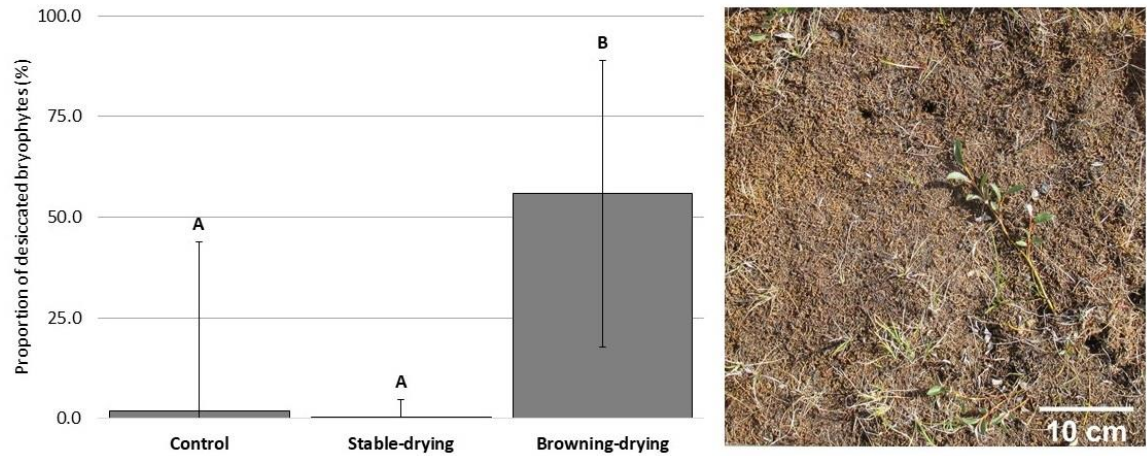 Proportion of desiccated bryophytes (%)
100.0
75.0
50.0
25.0
0.0
A
A
B
Control
Stable-drying
Browning-drying
10 cm